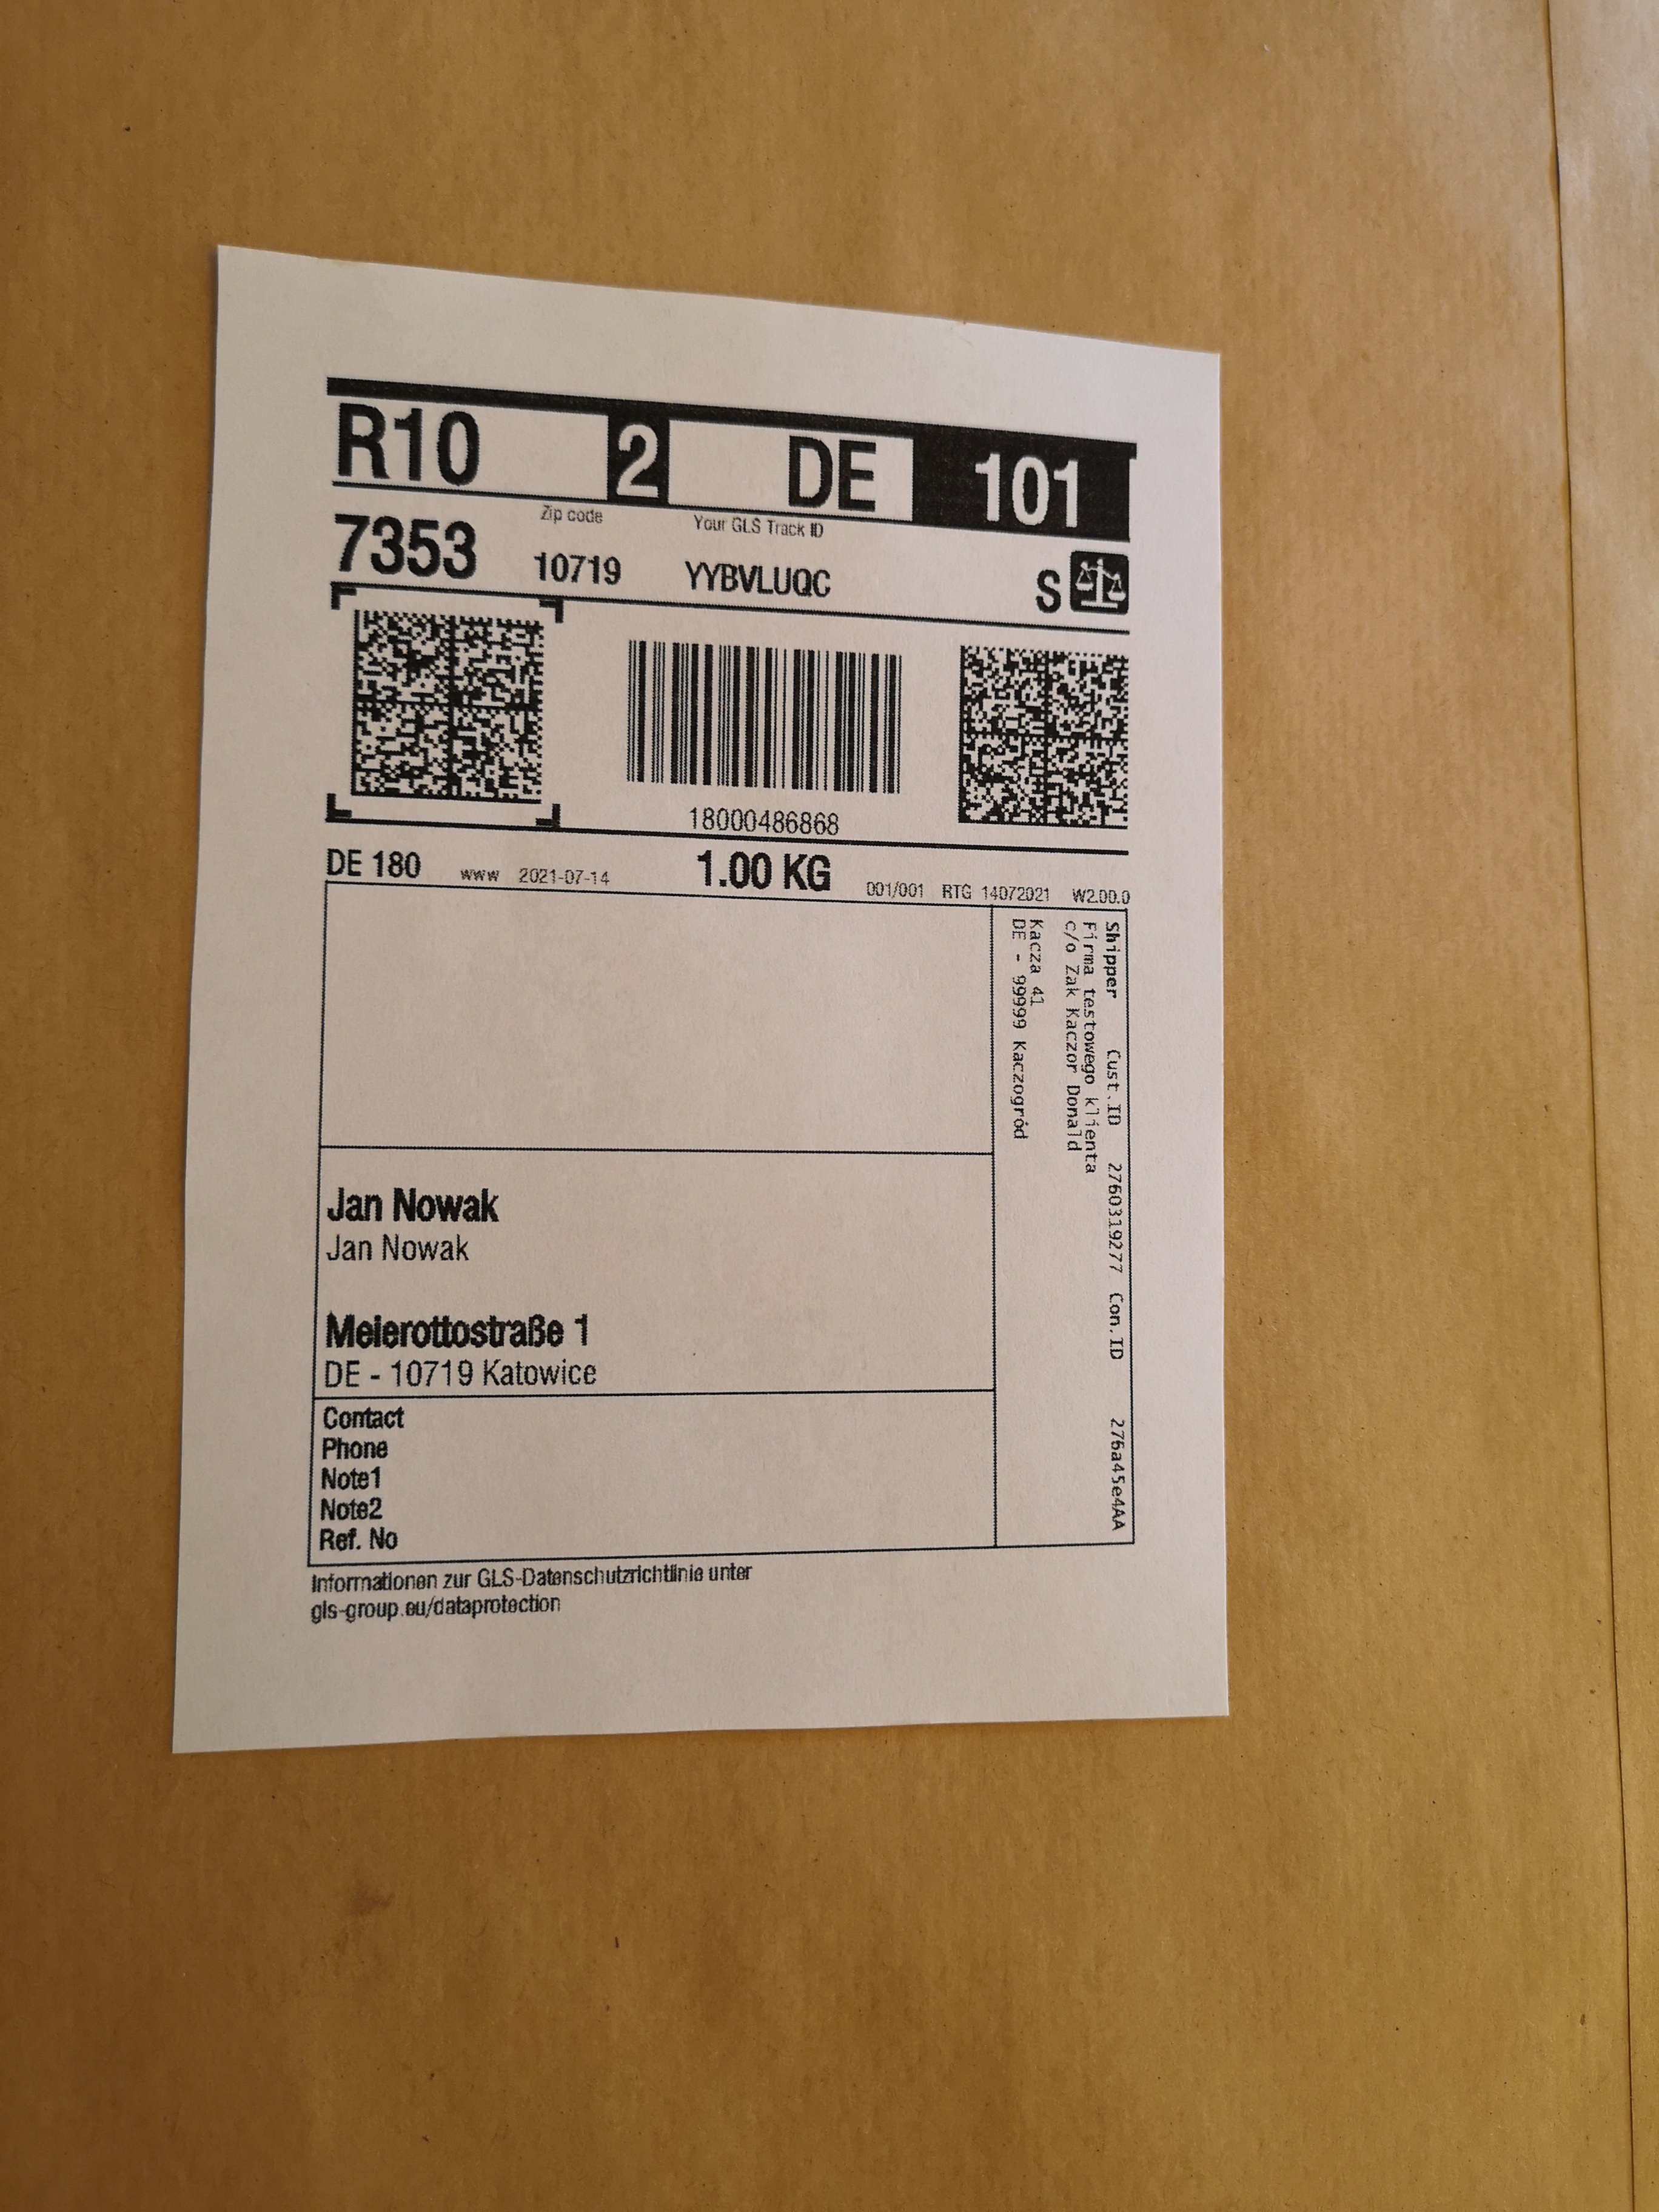 R10 2 DE 101
Zip code Your GLS Track ID
7353 10719 YYBVLUQC S
18000486868
DE 180 www 2021-07-14 1.00 KG 001/001 RTG 14072021 W2.00.0
Shipper Cust.ID 2760319277 Con.ID 276a45e4AA
Firma testowego klienta
c/o Zak Kaczor Donald
Kacza 41
DE - 99999 Kaczogród
Jan Nowak
Jan Nowak
Meierottostraße 1
DE - 10719 Katowice
Contact
Phone
Note1
Note2
Ref. No
Informationen zur GLS-Datenschutzrichtlinie unter
gls-group.eu/dataprotection